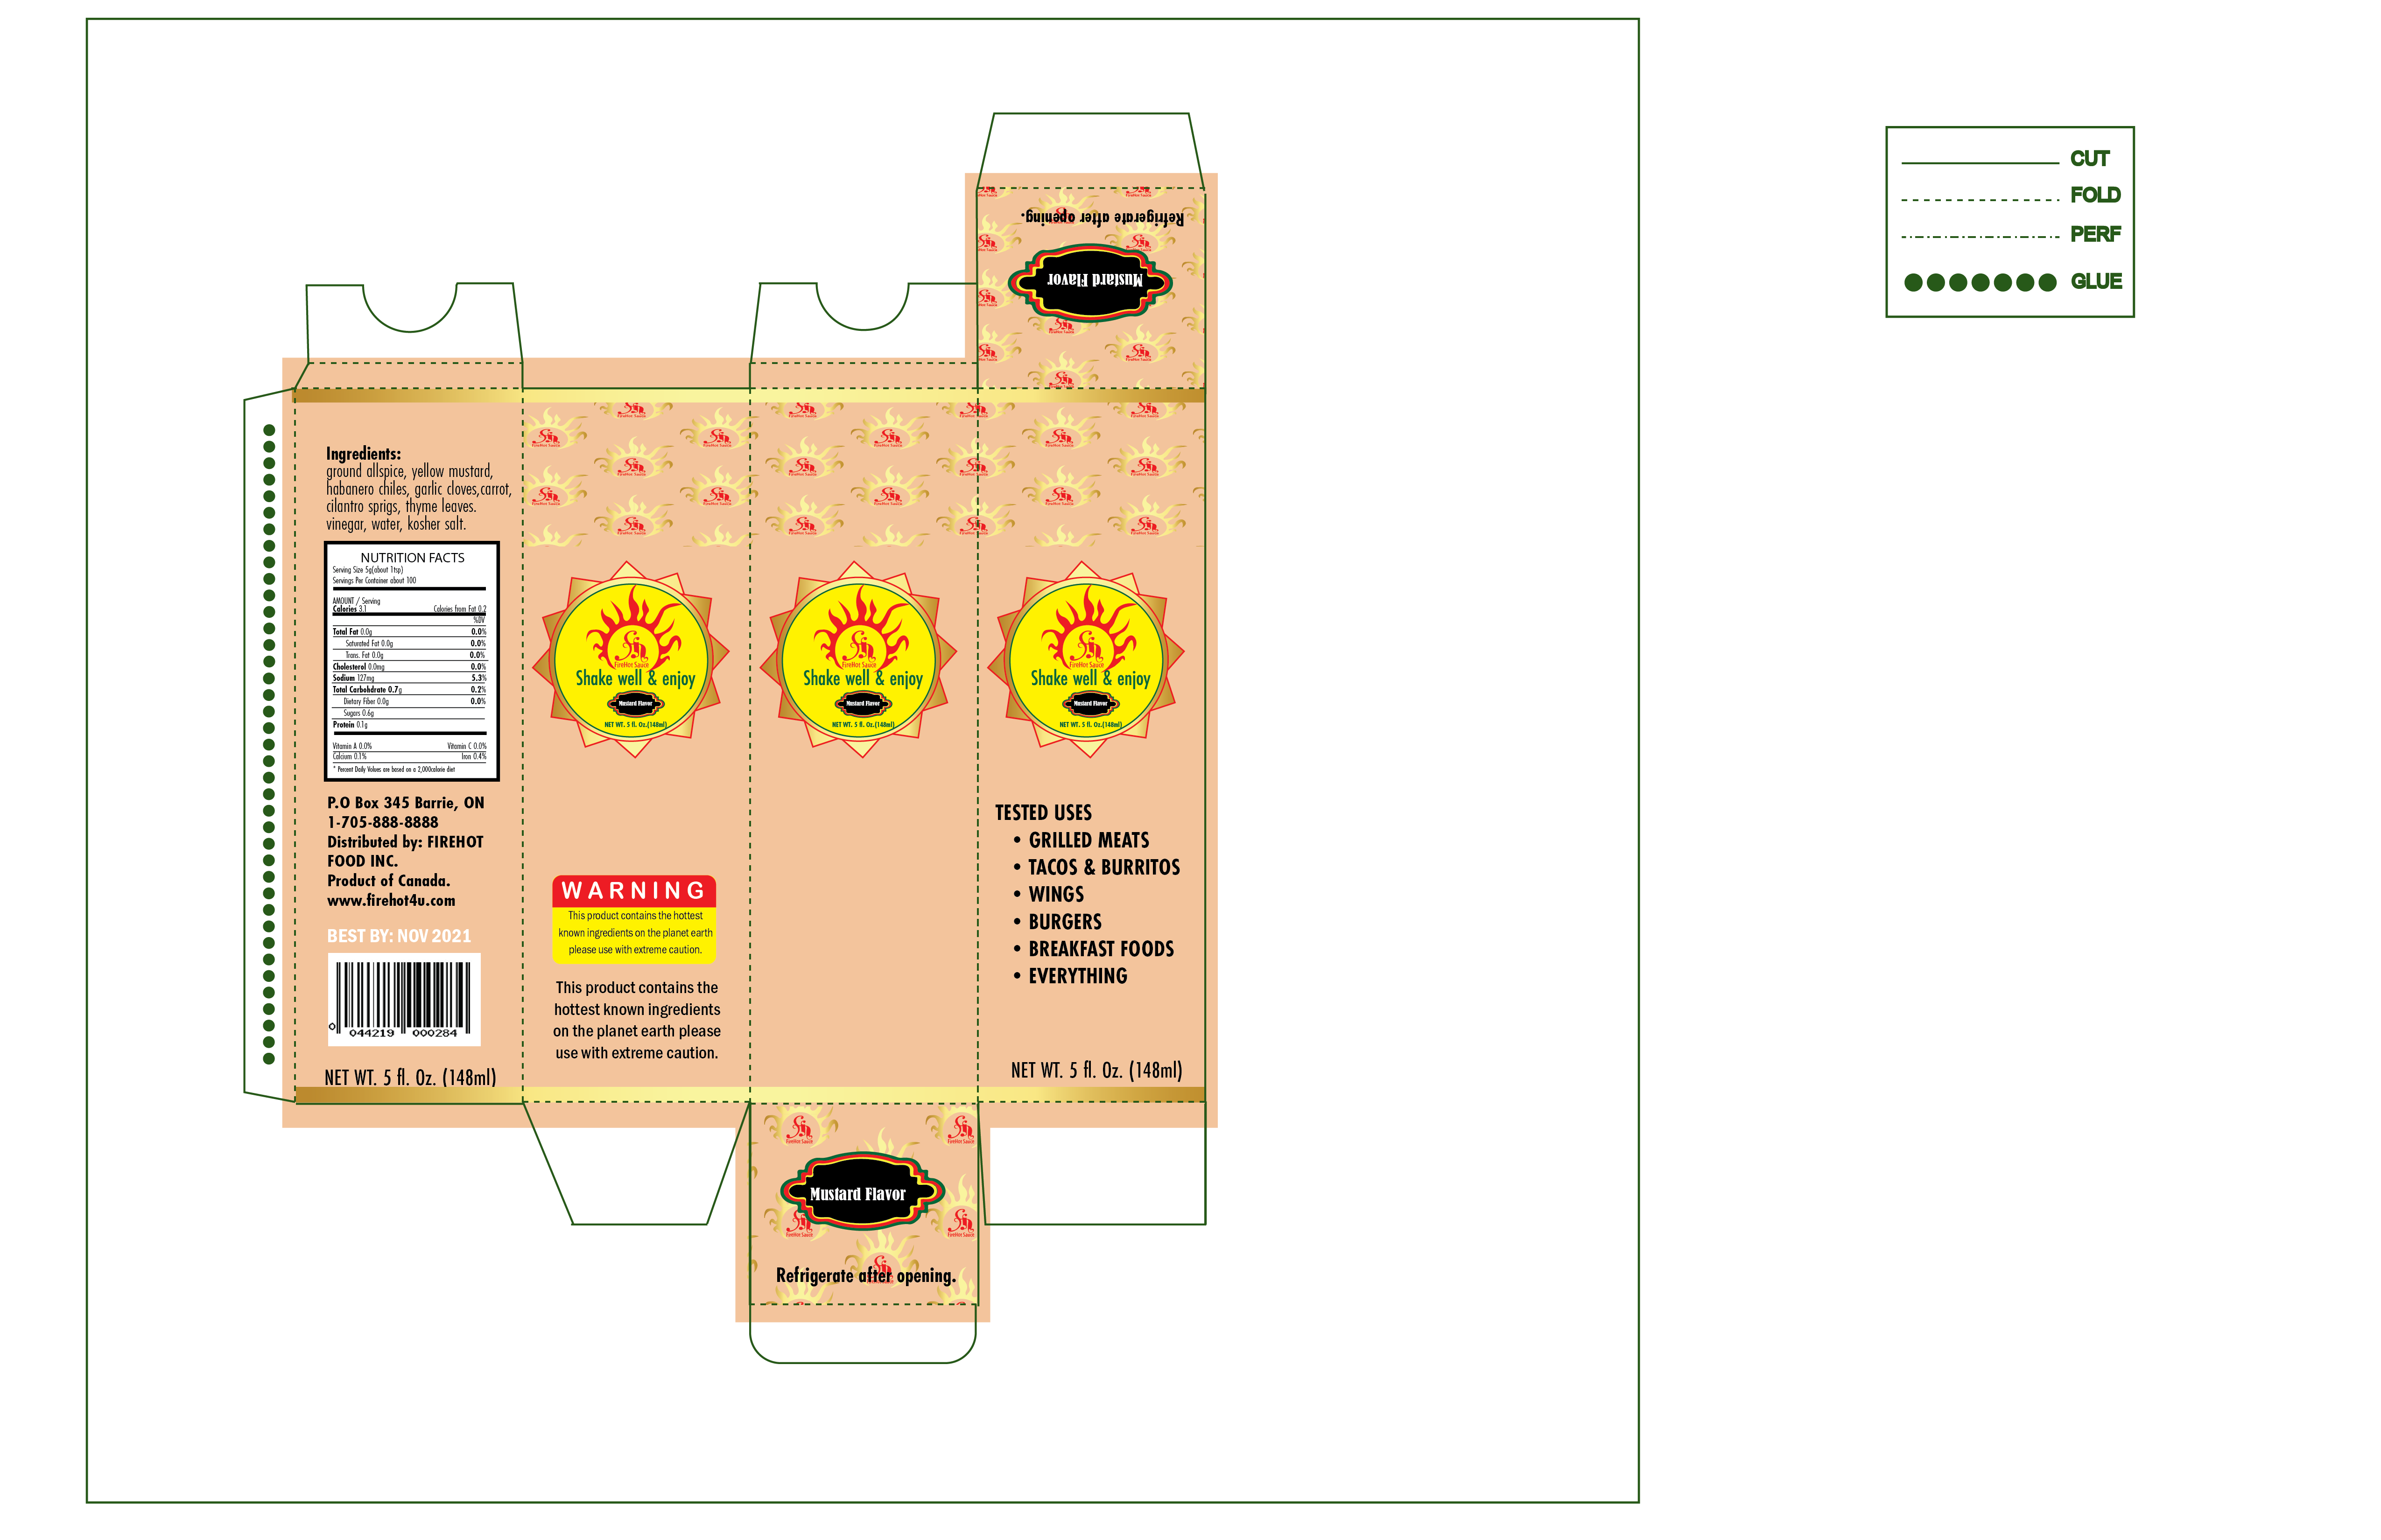 CUT
FOLD
PERF
GLUE
Refrigerate after opening.
Mustard Flavor
Ingredients:
ground allspice, yellow mustard,
habanero chiles, garlic cloves,carrot,
cilantro sprigs, thyme leaves.
vinegar, water, kosher salt.
NUTRITION FACTS
Serving Size 5g(about 1tsp)
Servings Per Container about 100
AMOUNT / Serving
Calories 3.1 Calories from Fat 0.2
%DV
Total Fat 0.0g 0.0%
Saturated Fat 0.0g 0.0%
Trans. Fat 0.0g 0.0%
Cholesterol 0.0mg 0.0%
Sodium 127mg 5.3%
Total Carbohdrate 0.7g 0.2%
Dietary Fiber 0.0g 0.0%
Sugars 0.6g
Protein 0.1g
Vitamin A 0.0% Vitamin C 0.0%
Calcium 0.1% Iron 0.4%
* Percent Daily Values are based on a 2,000calorie diet
P.O Box 345 Barrie, ON
1-705-888-8888
Distributed by: FIREHOT
FOOD INC.
Product of Canada.
www.firehot4u.com
BEST BY: NOV 2021
0 044219 000284
NET WT. 5 fl. Oz. (148ml)
FireHot Sauce
Shake well & enjoy
Mustard Flavor
NET WT. 5 fl. Oz.(148ml)
WARNING
This product contains the hottest
known ingredients on the planet earth
please use with extreme caution.
This product contains the
hottest known ingredients
on the planet earth please
use with extreme caution.
FireHot Sauce
Shake well & enjoy
Mustard Flavor
NET WT. 5 fl. Oz.(148ml)
FireHot Sauce
Shake well & enjoy
Mustard Flavor
NET WT. 5 fl. Oz.(148ml)
TESTED USES
• GRILLED MEATS
• TACOS & BURRITOS
• WINGS
• BURGERS
• BREAKFAST FOODS
• EVERYTHING
NET WT. 5 fl. Oz. (148ml)
Mustard Flavor
Refrigerate after opening.